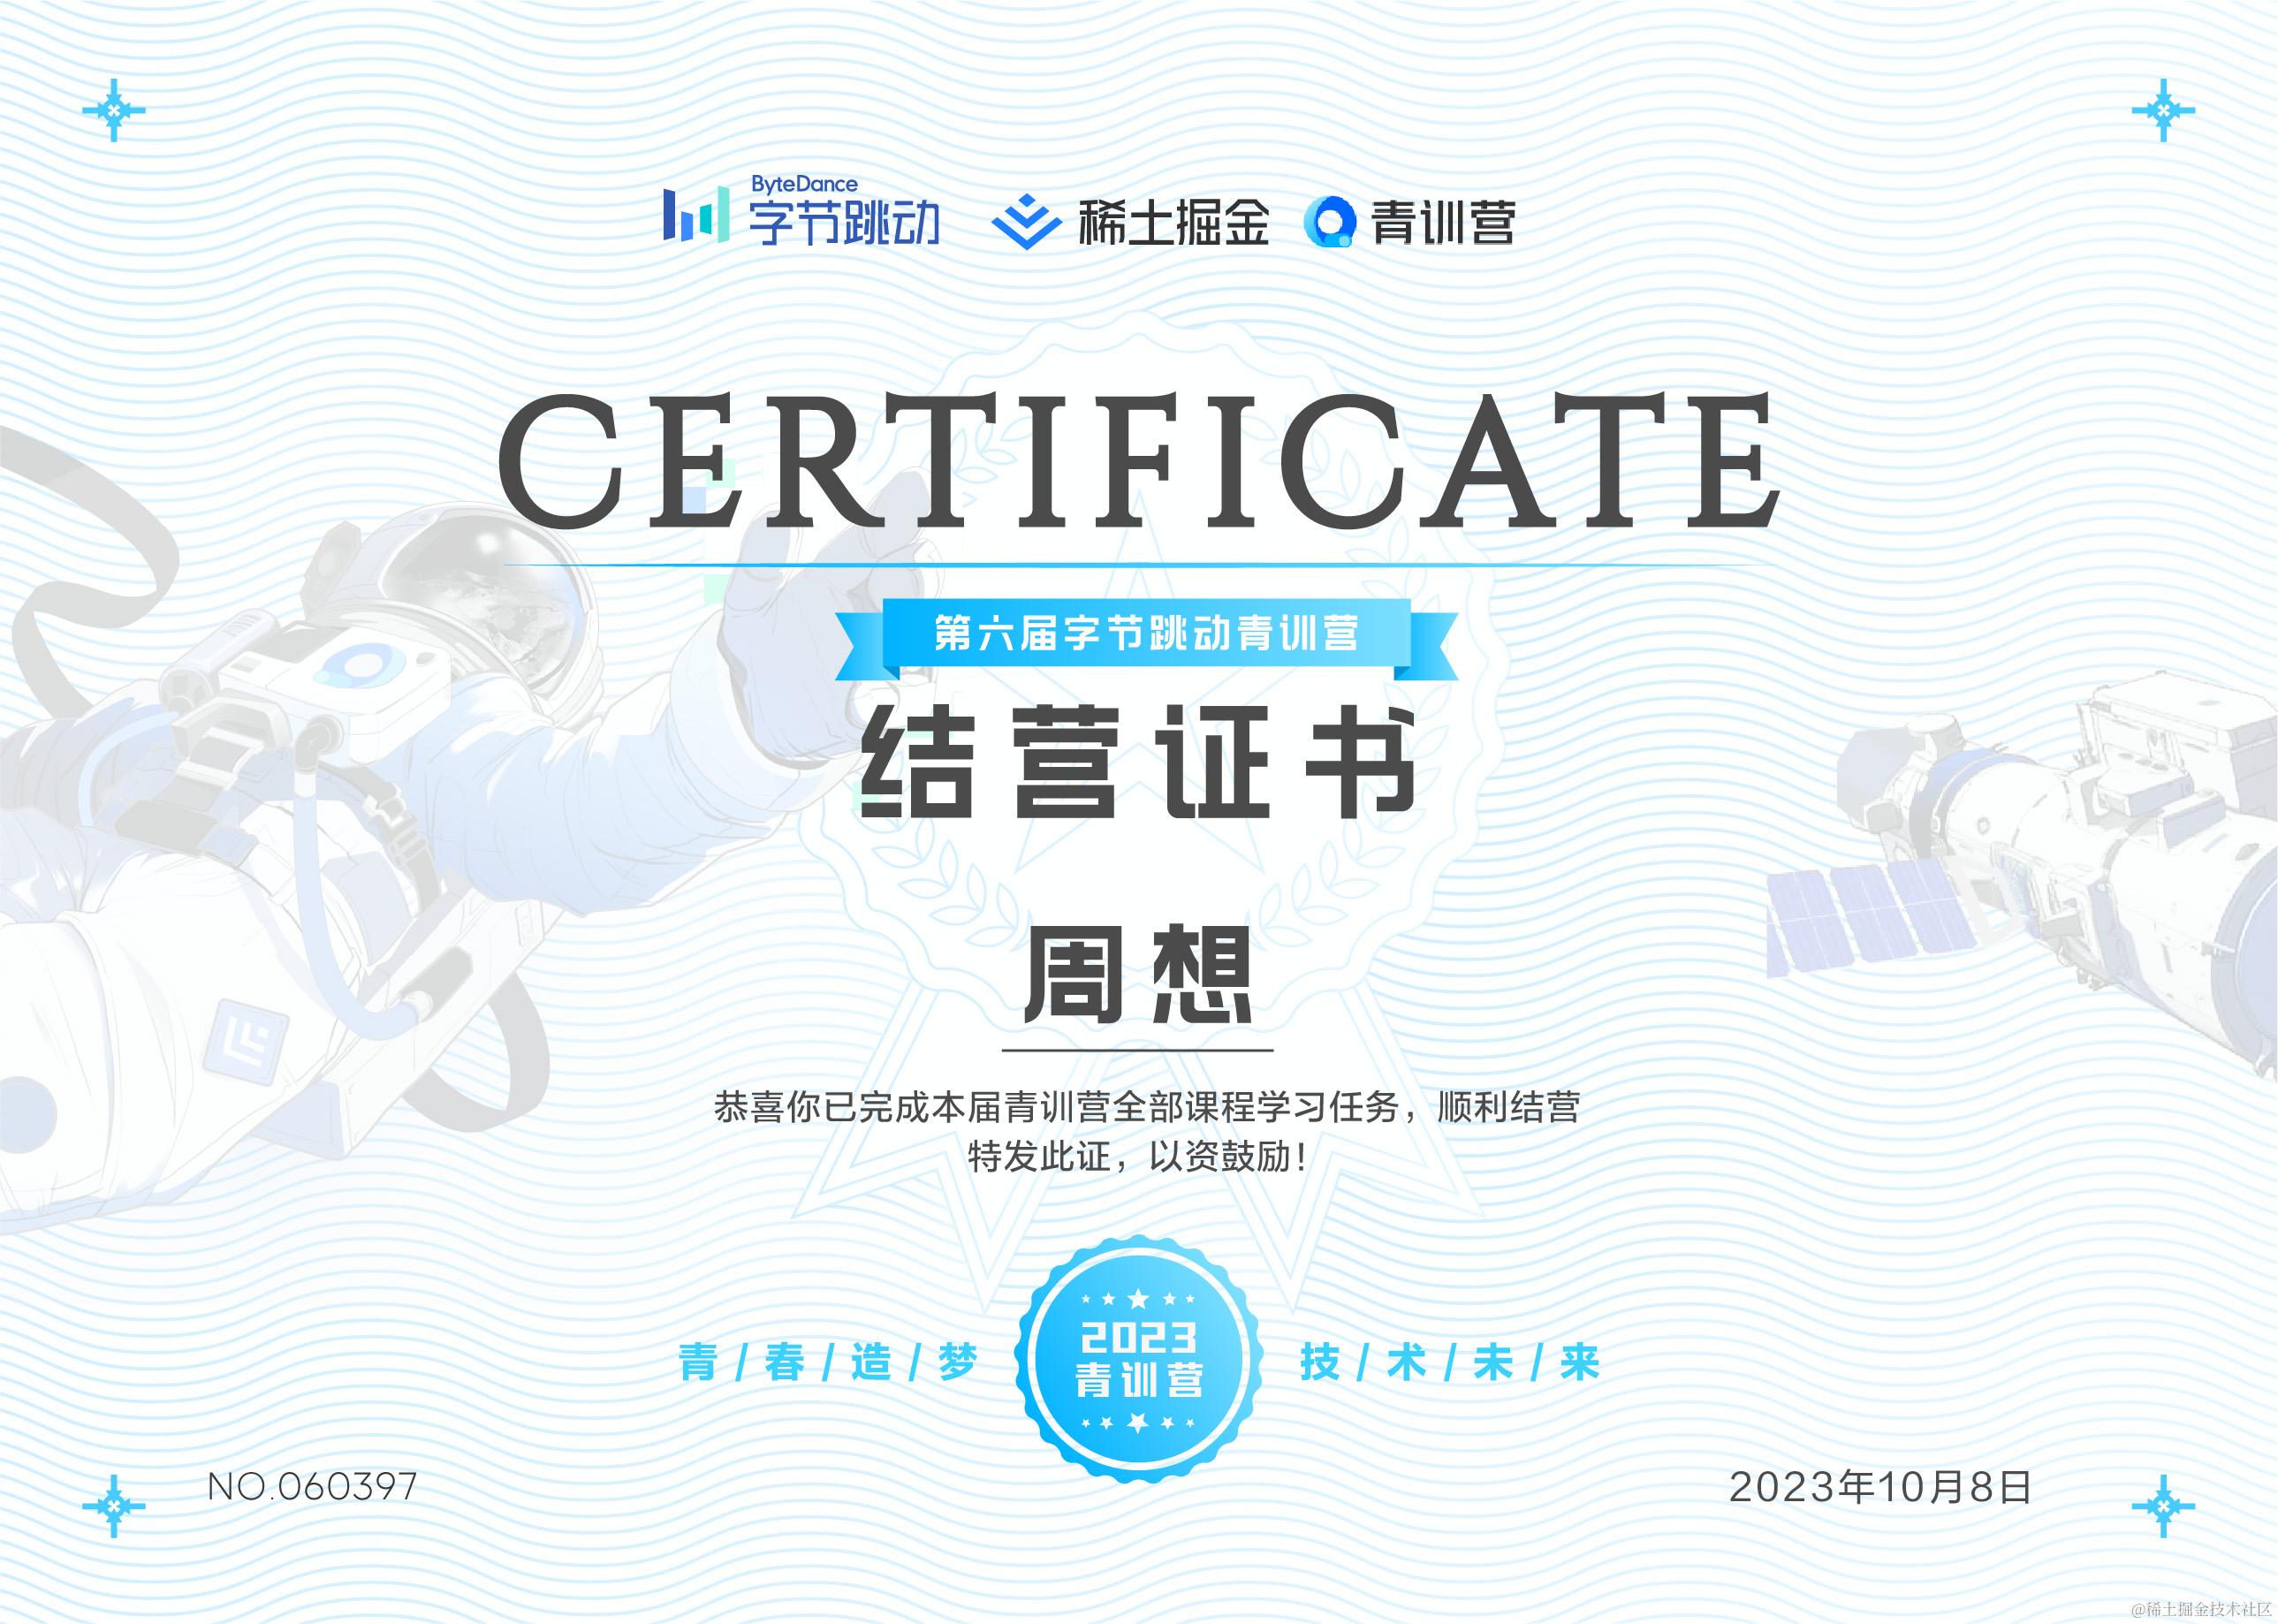 ByteDance
字节跳动 稀土掘金 青训营
CERTIFICATE
第六届字节跳动青训营
结营证书
周想
恭喜你已完成本届青训营全部课程学习任务，顺利结营
特发此证，以资鼓励！
青/春/造/梦
2023
青训营
技/术/未/来
NO.060397
2023年10月8日
@稀土掘金技术社区